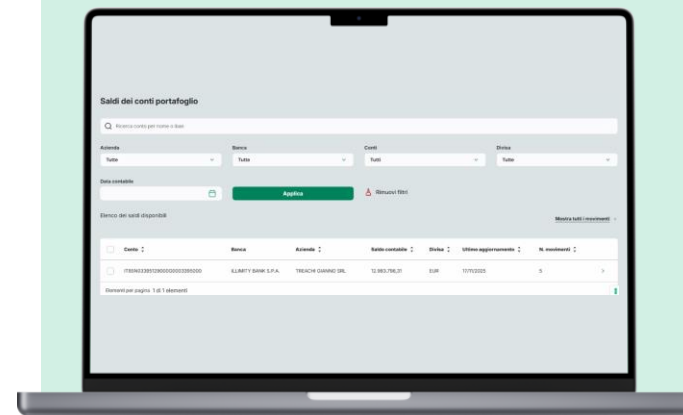 Saldi dei conti portafoglio
Ricerca conto per nome o iban
Azienda Banca Conti Divisa
Tutte Tutte Tutti Tutte
Data contabile
Applica Rimuovi filtri
Elenco dei saldi disponibili Mostra tutti i movimenti
Conto Banca Azienda Saldo contabile Divisa Ultimo aggiornamento N. movimenti
ILLIMITY BANK S.P.A. TREACHI GIANNO SRL 12.983.798,31 EUR 17/11/2025 5
Elementi per pagina 1 di 1 elementi